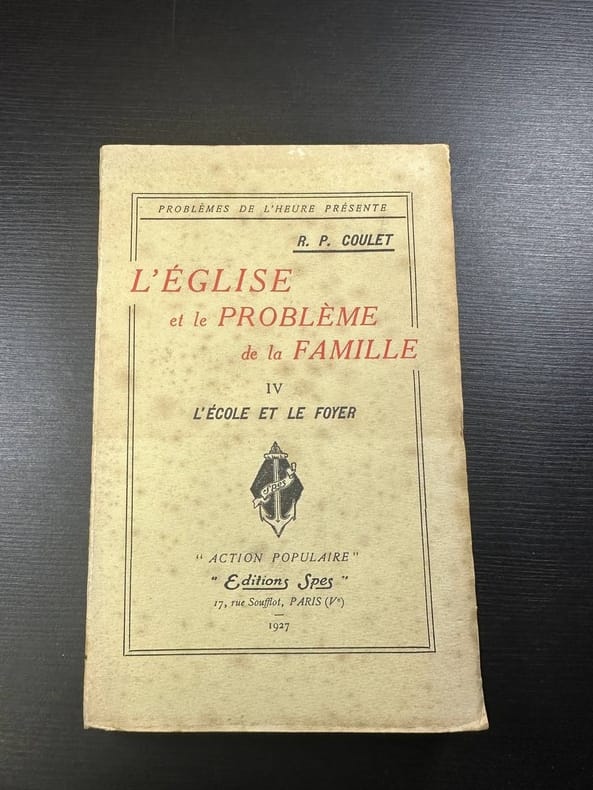 PROBLÈMES DE L'HEURE PRÉSENTE
R. P. COULET
L'ÉGLISE
et le PROBLÈME
de la FAMILLE
IV
L'ÉCOLE ET LE FOYER
Spes
" ACTION POPULAIRE "
" Editions Spes "
17, rue Soufflot, PARIS (Vᵉ)
1927